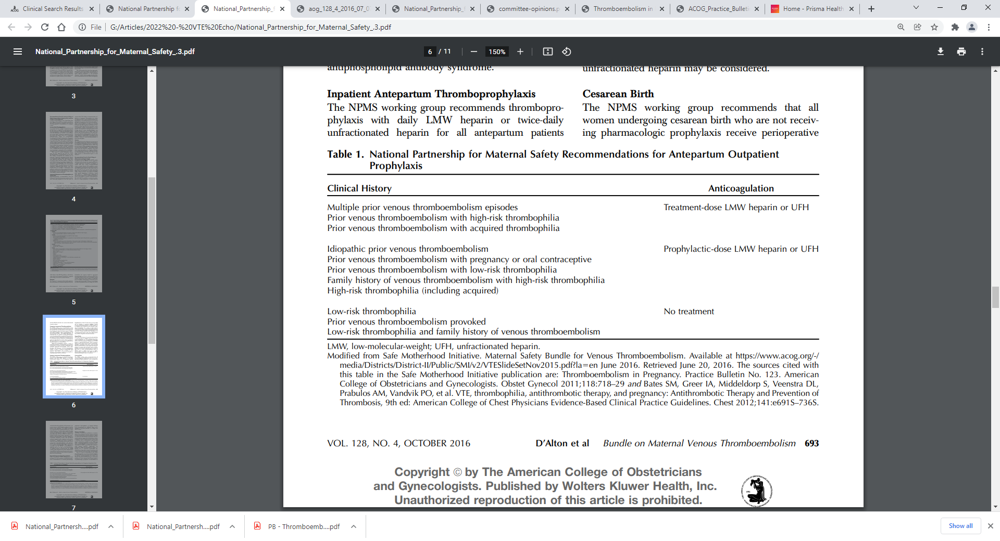 Clinical Search Results
National Partnership fo
National_Partnership_f
aog_128_4_2016_07_0
National_Partnership_f
committee-opinions.p
Thromboembolism in
ACOG_Practice_Bulleti
Home - Prisma Health
File
G:/Articles/2022%20-%20VTE%20Echo/National_Partnership_for_Maternal_Safety_.3.pdf
National_Partnership_for_Maternal_Safety_.3.pdf
6 / 11
150%
3
4
5
6
7
antiphospholipid antibody syndrome.
unfractionated heparin may be considered.
Inpatient Antepartum Thromboprophylaxis
The NPMS working group recommends thrombopro-
phylaxis with daily LMW heparin or twice-daily
unfractionated heparin for all antepartum patients
Cesarean Birth
The NPMS working group recommends that all
women undergoing cesarean birth who are not receiv-
ing pharmacologic prophylaxis receive perioperative
Table 1. National Partnership for Maternal Safety Recommendations for Antepartum Outpatient
Prophylaxis
Clinical History Anticoagulation
Multiple prior venous thromboembolism episodes Treatment-dose LMW heparin or UFH
Prior venous thromboembolism with high-risk thrombophilia
Prior venous thromboembolism with acquired thrombophilia
Idiopathic prior venous thromboembolism Prophylactic-dose LMW heparin or UFH
Prior venous thromboembolism with pregnancy or oral contraceptive
Prior venous thromboembolism with low-risk thrombophilia
Family history of venous thromboembolism with high-risk thrombophilia
High-risk thrombophilia (including acquired)
Low-risk thrombophilia No treatment
Prior venous thromboembolism provoked
Low-risk thrombophilia and family history of venous thromboembolism
LMW, low-molecular-weight; UFH, unfractionated heparin.
Modified from Safe Motherhood Initiative. Maternal Safety Bundle for Venous Thromboembolism. Available at https://www.acog.org/-/
media/Districts/District-II/Public/SMI/v2/VTESlideSetNov2015.pdf?la=en June 2016. Retrieved June 20, 2016. The sources cited with
this table in the Safe Motherhood Initiative publication are: Thromboembolism in Pregnancy. Practice Bulletin No. 123. American
College of Obstetricians and Gynecologists. Obstet Gynecol 2011;118:718–29 and Bates SM, Greer IA, Middeldorp S, Veenstra DL,
Prabulos AM, Vandvik PO, et al. VTE, thrombophilia, antithrombotic therapy, and pregnancy: Antithrombotic Therapy and Prevention of
Thrombosis, 9th ed: American College of Chest Physicians Evidence-Based Clinical Practice Guidelines. Chest 2012;141:e691S–736S.
VOL. 128, NO. 4, OCTOBER 2016
D'Alton et al Bundle on Maternal Venous Thromboembolism 693
Copyright © by The American College of Obstetricians
and Gynecologists. Published by Wolters Kluwer Health, Inc.
Unauthorized reproduction of this article is prohibited.
National_Partnersh....pdf
National_Partnersh....pdf
PB - Thromboemb....pdf
Show all